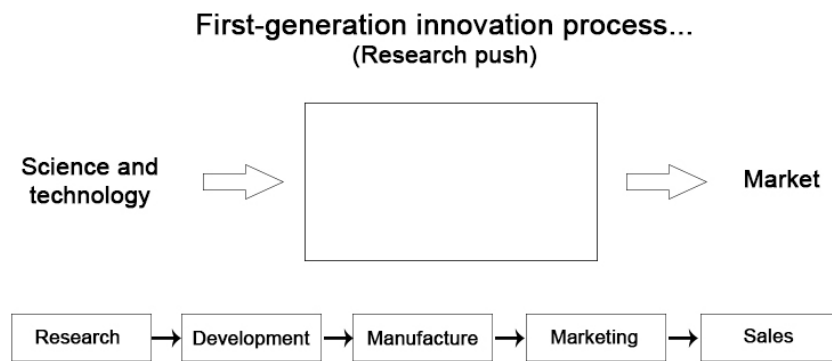 First-generation innovation process...
(Research push)
Science and
technology
Market
Research
Development
Manufacture
Marketing
Sales